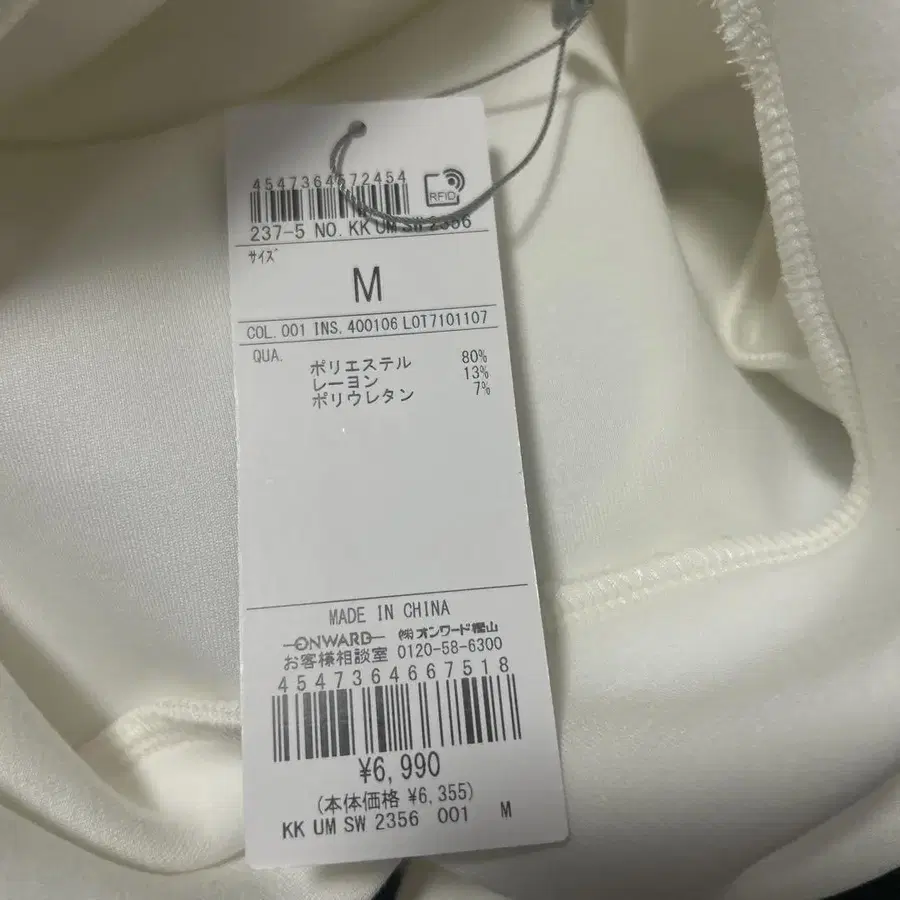 4547364572454
RFID
237-5 NO. KK UM SW 2356
サイズ
M
COL. 001 INS. 400106 LOT7101107
QUA.
ポリエステル 80%
レーヨン 13%
ポリウレタン 7%
MADE IN CHINA
ONWARD ㈱オンワード樫山
お客様相談室 0120-58-6300
4547364667518
¥6,990
(本体価格 ¥6,355)
KK UM SW 2356 001 M